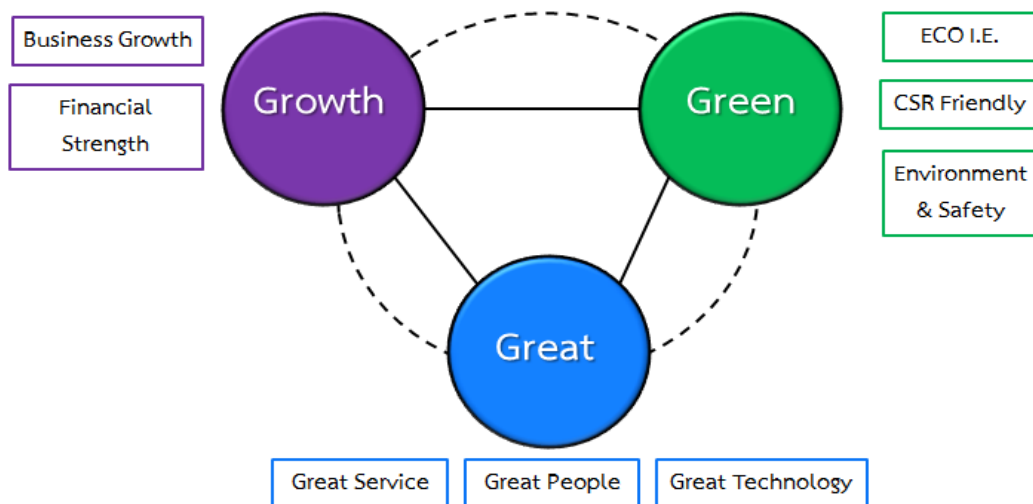 Business Growth
Financial
Strength
Growth
Green
ECO I.E.
CSR Friendly
Environment
& Safety
Great
Great Service
Great People
Great Technology